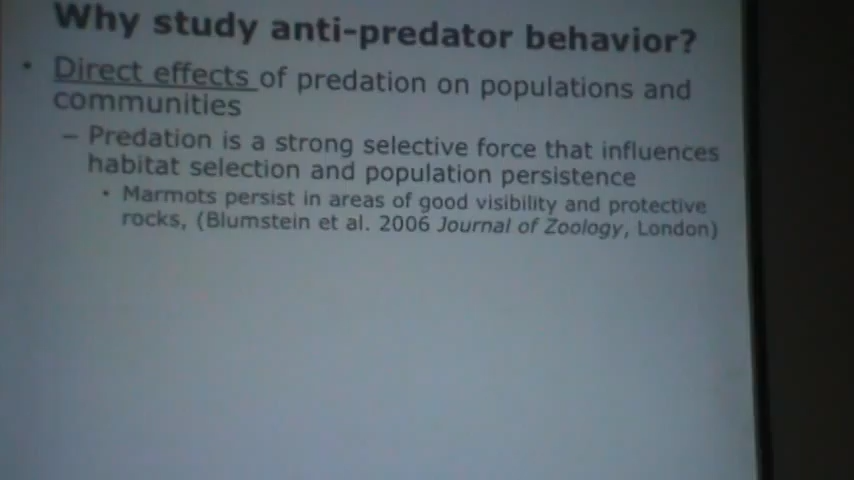 Why study anti-predator behavior?
• Direct effects of predation on populations and
communities
– Predation is a strong selective force that influences
habitat selection and population persistence
• Marmots persist in areas of good visibility and protective
rocks, (Blumstein et al. 2006 Journal of Zoology, London)